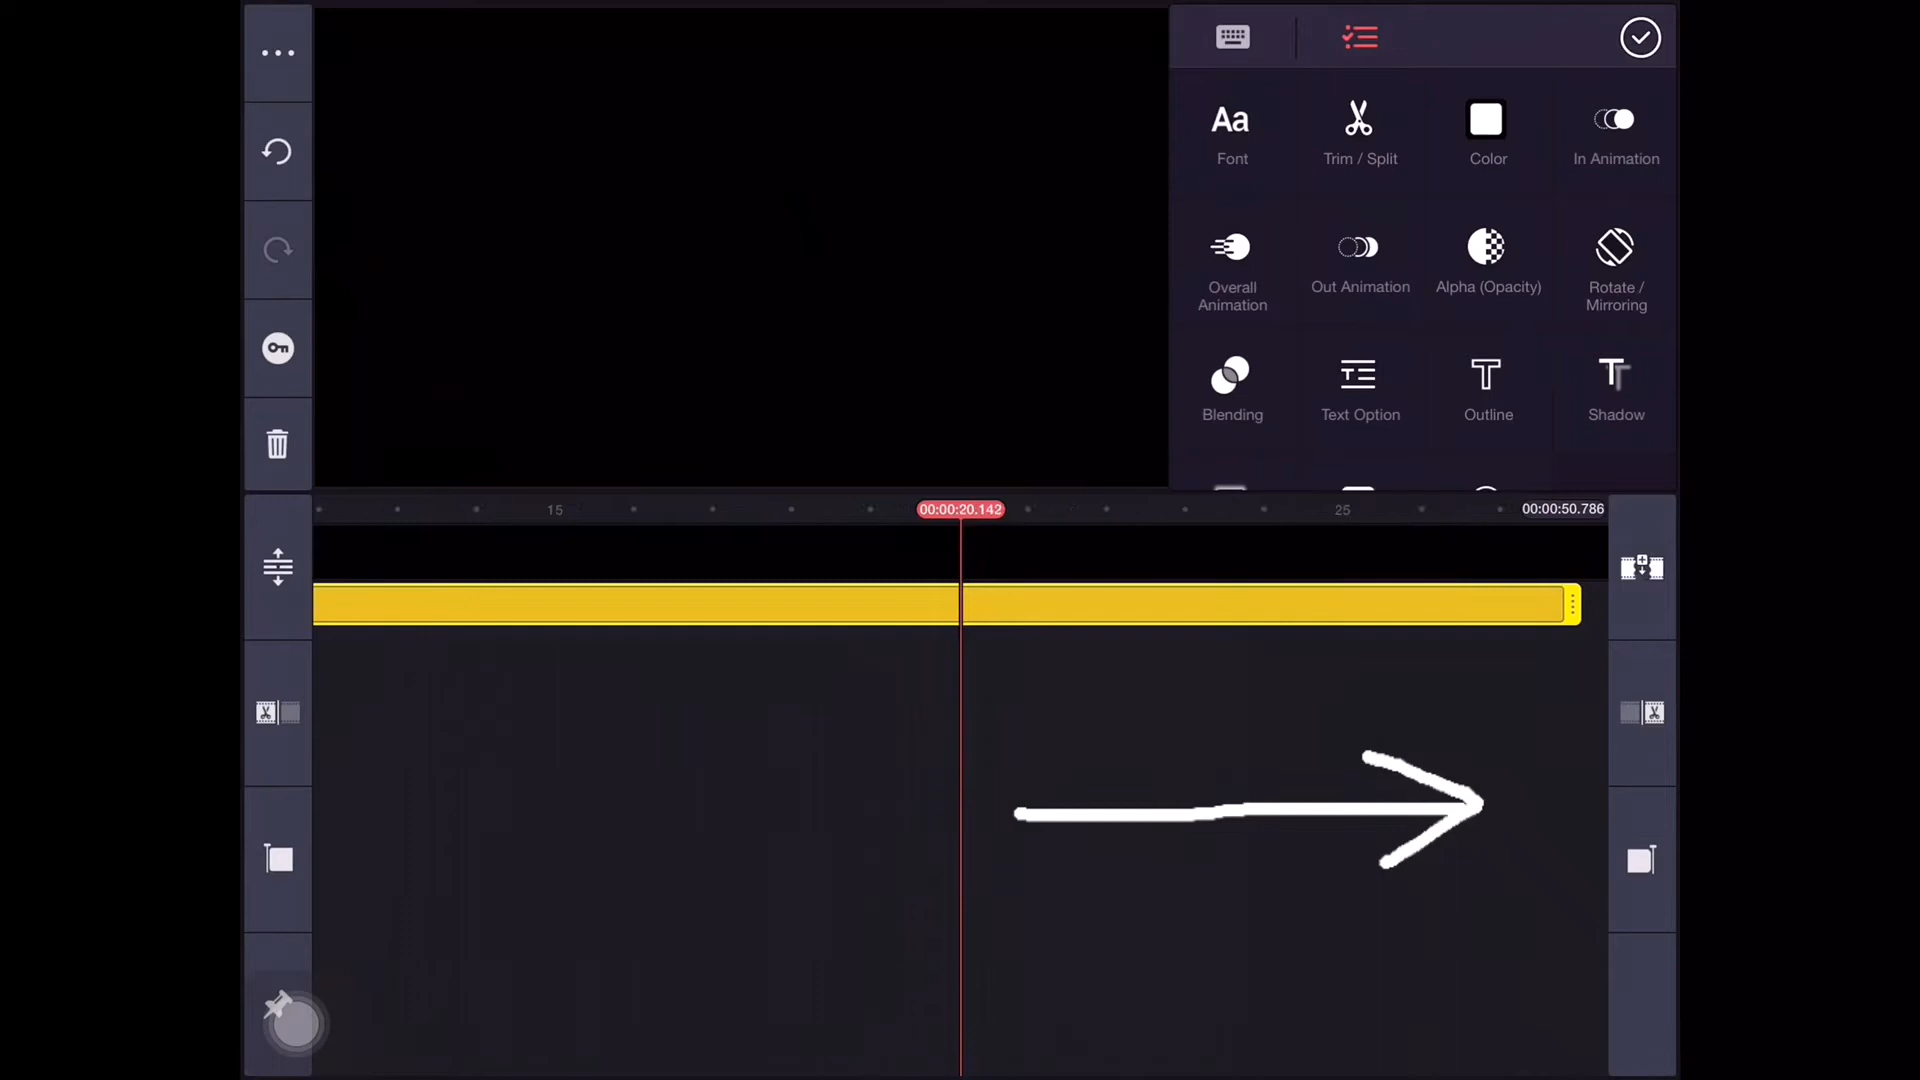 Aa
Font
Trim / Split
Color
In Animation
Overall
Animation
Out Animation
Alpha (Opacity)
Rotate /
Mirroring
Blending
Text Option
Outline
Shadow
15
00:00:20.142
25
00:00:50.786